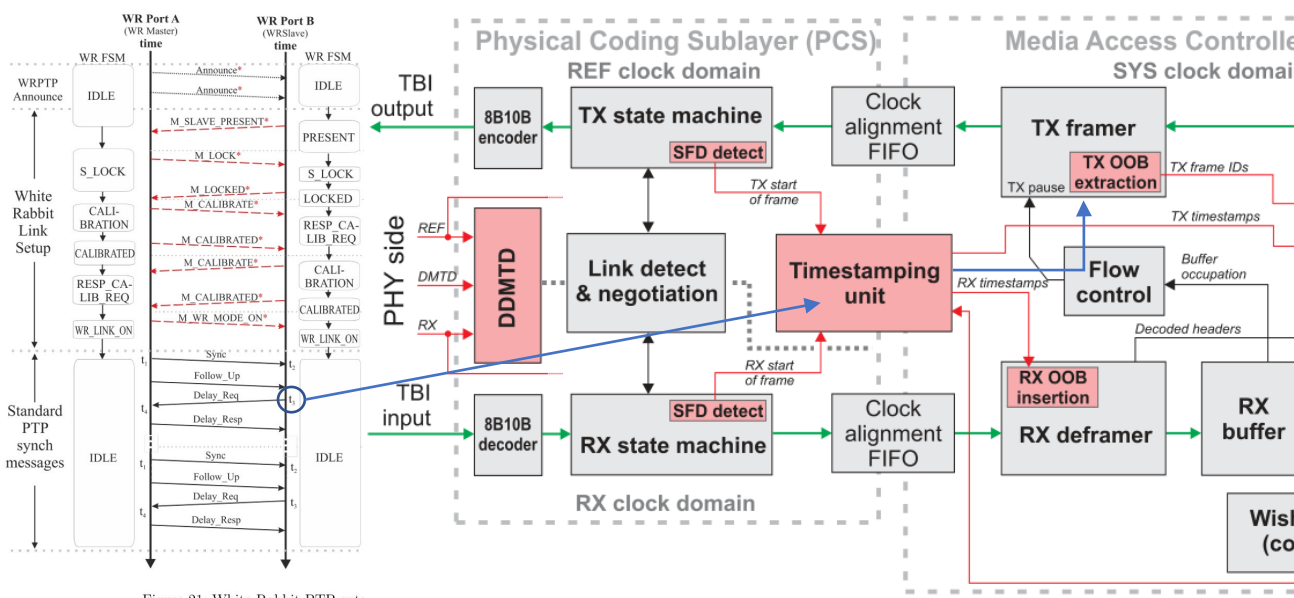 WR Port A
(WR Master)
time
WR Port B
(WRSlave)
time
WR FSM
WR FSM
WRPTP
Announce
IDLE
Announce*
Announce*
IDLE
M_SLAVE_PRESENT*
PRESENT
M_LOCK*
S_LOCK
S_LOCK
M_LOCKED*
LOCKED
White
Rabbit
Link
Setup
CALI-
BRATION
M_CALIBRATE*
RESP_CA-
LIB_REQ
CALIBRATED
M_CALIBRATED*
M_CALIBRATE*
CALI-
BRATION
RESP_CA-
LIB_REQ
M_CALIBRATED*
CALIBRATED
WR_LINK_ON
M_WR_MODE_ON*
WR_LINK_ON
t1
Sync
t2
Follow_Up
Delay_Req
t3
t4
Delay_Resp
Standard
PTP
synch
messages
IDLE
IDLE
t1
Sync
t2
Follow_Up
Delay_Req
t3
t4
Delay_Resp
Physical Coding Sublayer (PCS)
REF clock domain
TBI
output
8B10B
encoder
TX state machine
SFD detect
Clock
alignment
FIFO
TX start
of frame
PHY side
REF
DMTD
RX
DDMTD
Link detect
& negotiation
Timestamping
unit
RX start
of frame
TBI
input
8B10B
decoder
SFD detect
RX state machine
Clock
alignment
FIFO
RX clock domain
Media Access Controlle
SYS clock domai
TX framer
TX OOB
extraction
TX pause
TX frame IDs
TX timestamps
Flow
control
Buffer
occupation
RX timestamps
Decoded headers
RX OOB
insertion
RX deframer
RX
buffer
Wish
(co